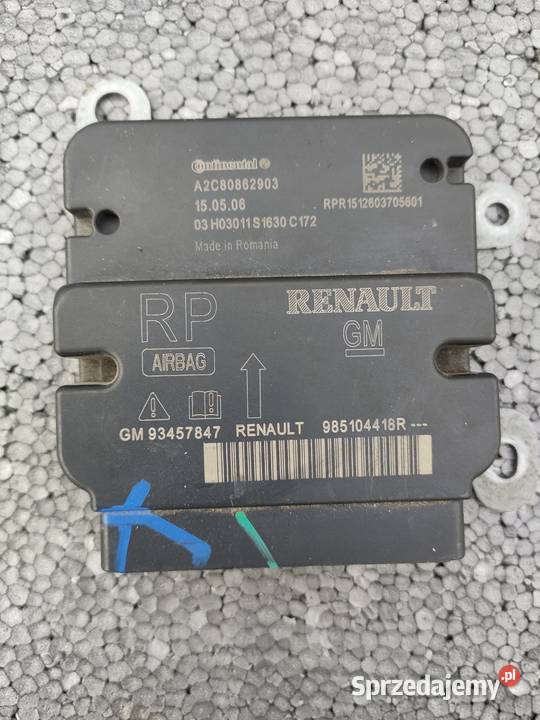 Continental
A2C80862903
15.05.06
RPR1512603705601
03 H03011 S1630 C172
Made in Romania
RP
RENAULT
GM
AIRBAG
GM 93457847 RENAULT 985104418R ---
Sprzedajemy.pl